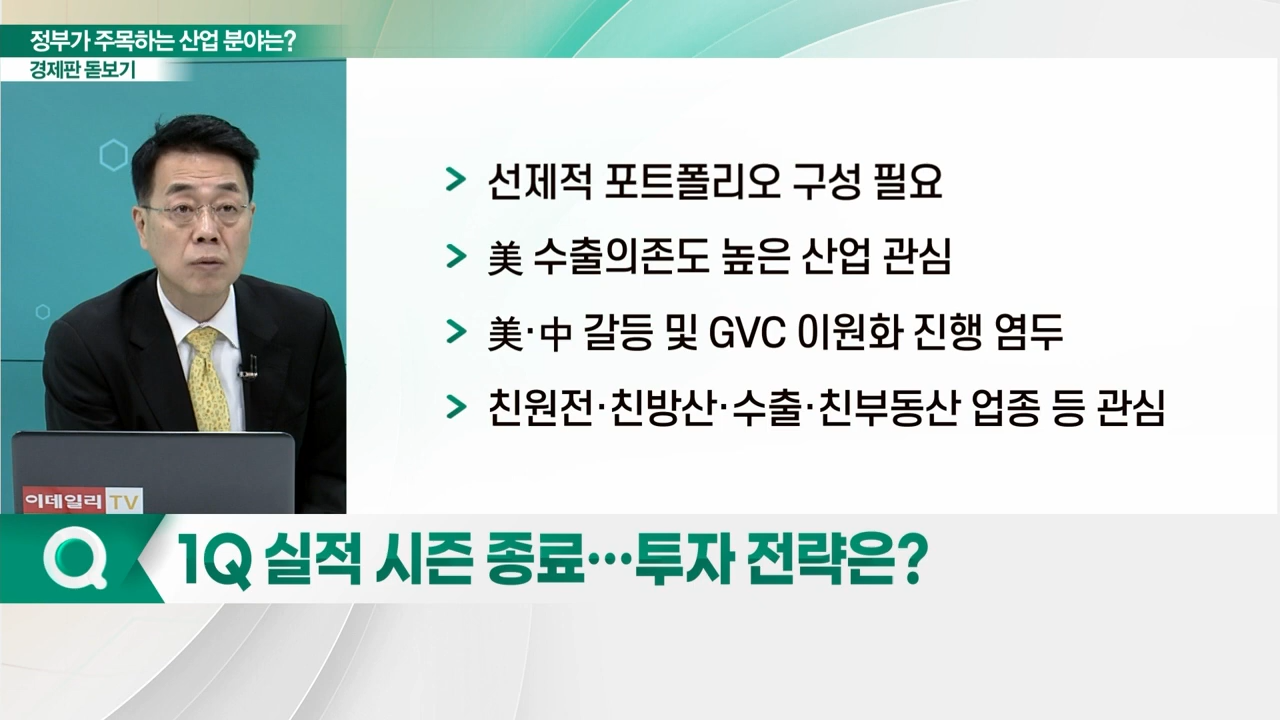 정부가 주목하는 산업 분야는?
경제판 돋보기
> 선제적 포트폴리오 구성 필요
> 美 수출의존도 높은 산업 관심
> 美·中 갈등 및 GVC 이원화 진행 염두
> 친원전·친방산·수출·친부동산 업종 등 관심
이데일리 TV
Q 1Q 실적 시즌 종료…투자 전략은?